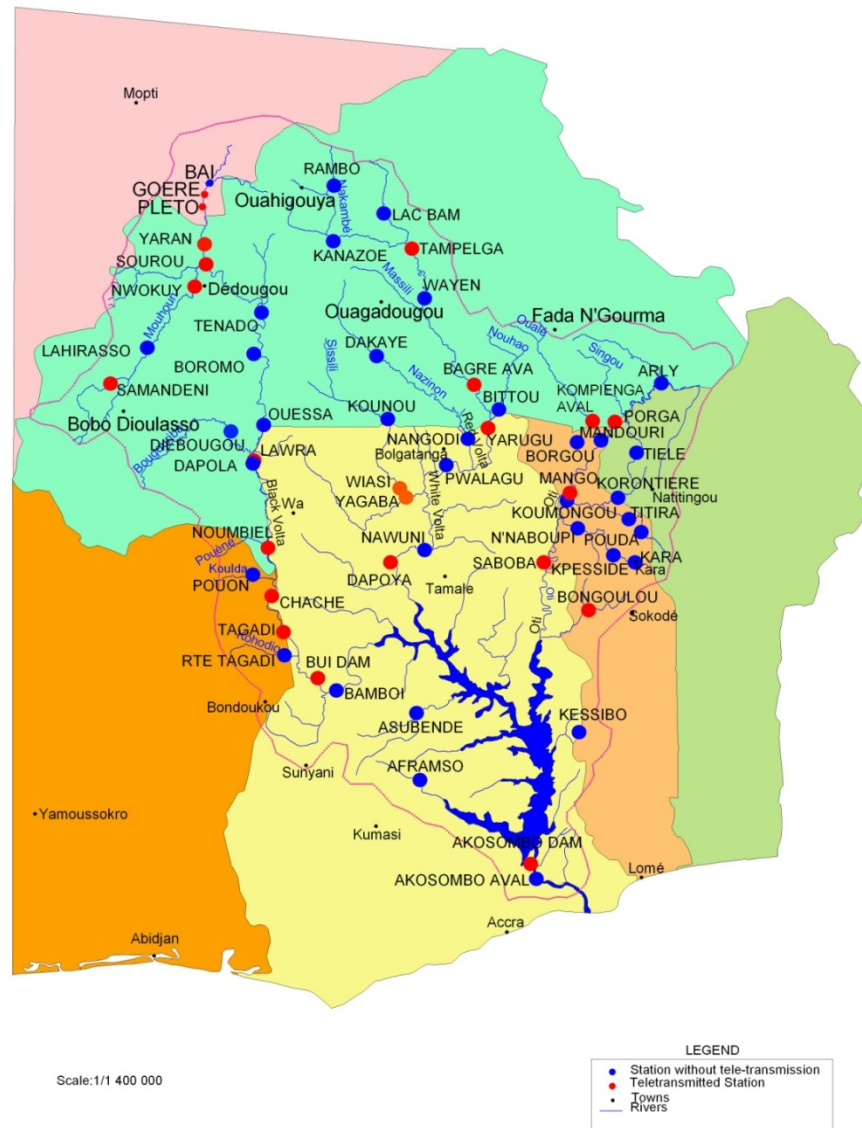 Mopti
BAI
GOERE
PLETO
RAMBO
Ouahigouya
Nakambé
LAC BAM
YARAN
SOUROU
KANAZOE
TAMPELGA
NWOKUY
Dédougou
Massili
WAYEN
Mouhoun
TENADO
Ouagadougou
Fada N'Gourma
Oualé
Nouhao
Singou
LAHIRASSO
BOROMO
Sissili
DAKAYE
Nazinon
BAGRE AVA
ARLY
SAMANDENI
KOMPIENGA
AVAL
BITTOU
Bobo Dioulasso
OUESSA
KOUNOU
Red Volta
PORGA
DIEBOUGOU
Bougouriba
NANGODI
YARUGU
MANDOURI
BORGOU
TIELE
DAPOLA
LAWRA
Bolgatanga
PWALAGU
Black Volta
Wa
WIASI
YAGABA
White Volta
MANGO
KORONTIERE
Natitingou
Oti
KOUMONGOU
TITIRA
NOUMBIEL
NAWUNI
N'NABOUPI
POUDA
Pouéné
Koulda
POUON
DAPOYA
Tamale
SABOBA
KPESSIDE
KARA
Kara
CHACHE
BONGOULOU
Sokodé
Oti
Oti
TAGADI
Kohodio
RTE TAGADI
BUI DAM
BAMBOI
Bondoukou
ASUBENDE
KESSIBO
Sunyani
AFRAMSO
Yamoussokro
Kumasi
AKOSOMBO DAM
AKOSOMBO AVAL
Lomé
Accra
Abidjan
Scale:1/1 400 000
LEGEND
Station without tele-transmission
Teletransmitted Station
Towns
Rivers